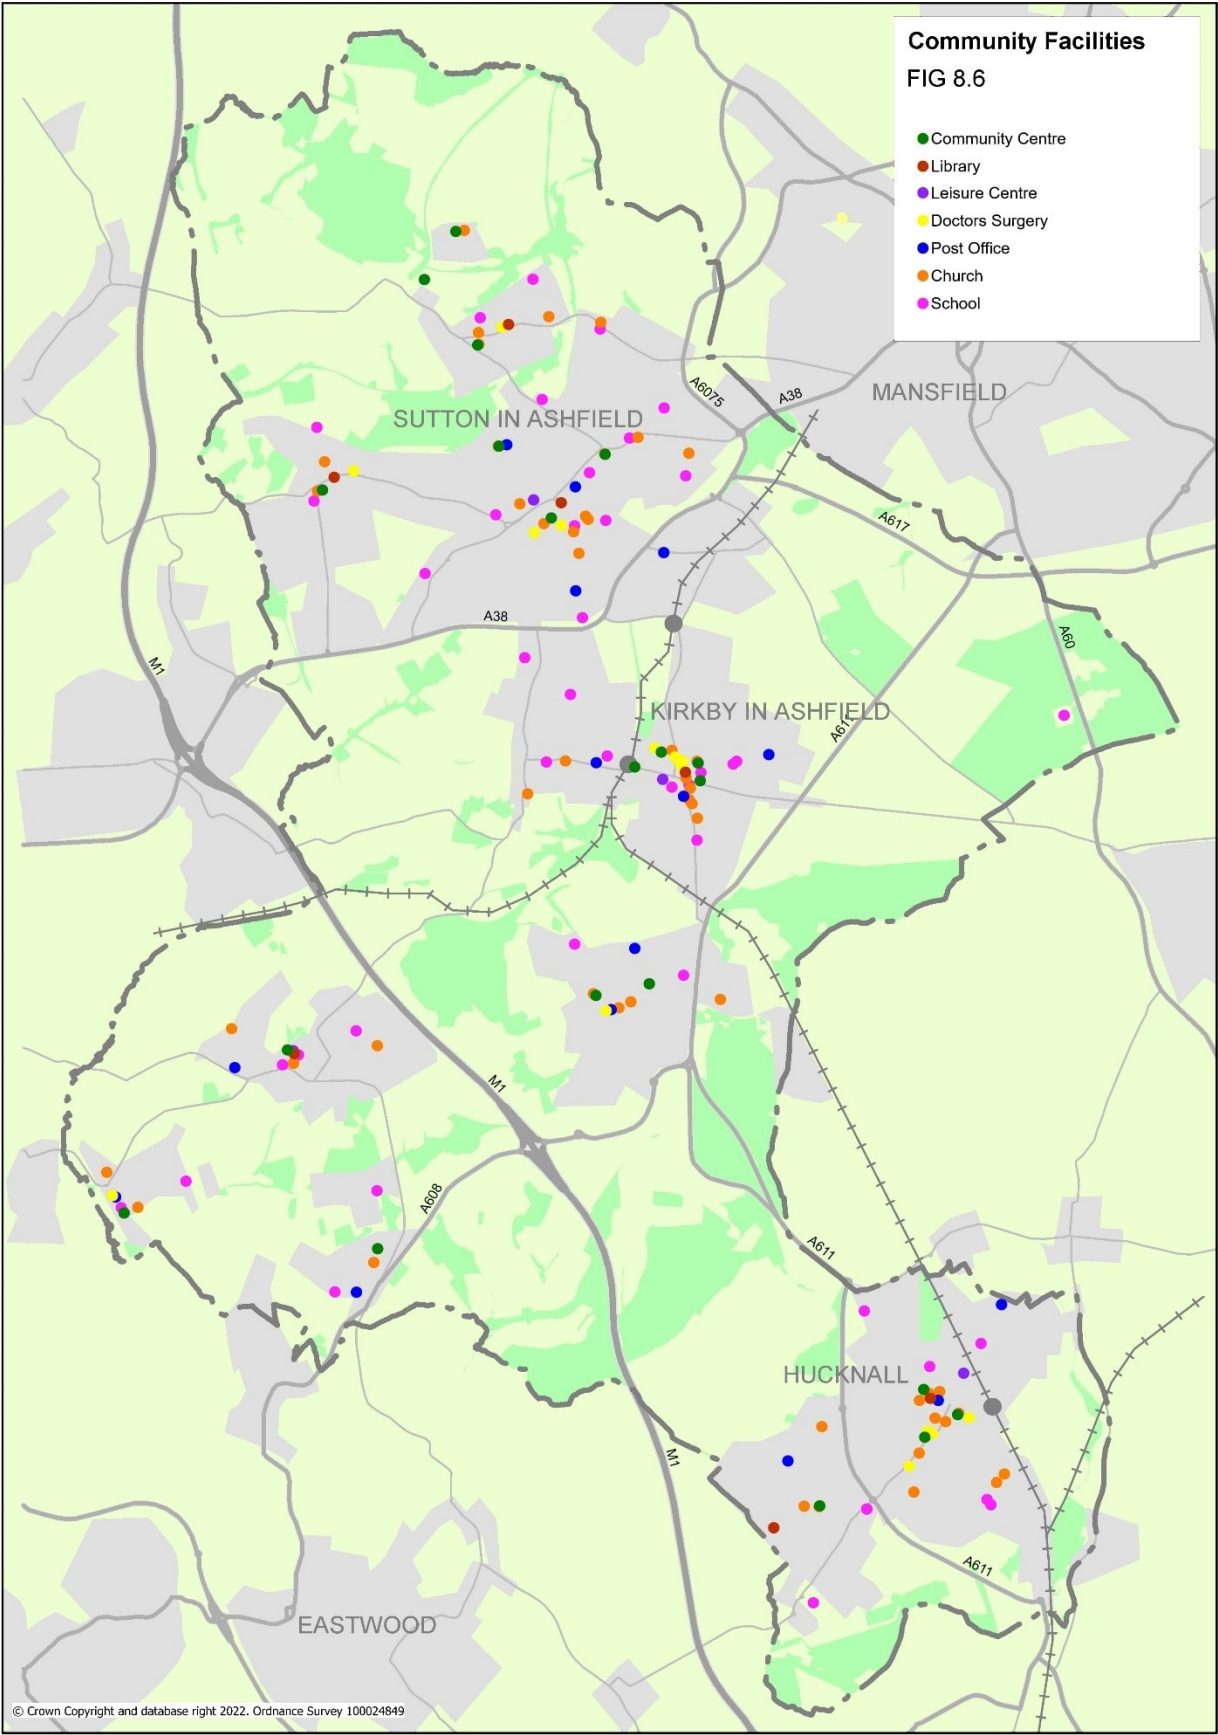 Community Facilities
FIG 8.6
Community Centre
Library
Leisure Centre
Doctors Surgery
Post Office
Church
School
MANSFIELD
A6075
A38
SUTTON IN ASHFIELD
A617
A38
A60
M1
KIRKBY IN ASHFIELD
A611
M1
A608
A611
HUCKNALL
M1
A611
EASTWOOD
© Crown Copyright and database right 2022. Ordnance Survey 100024849